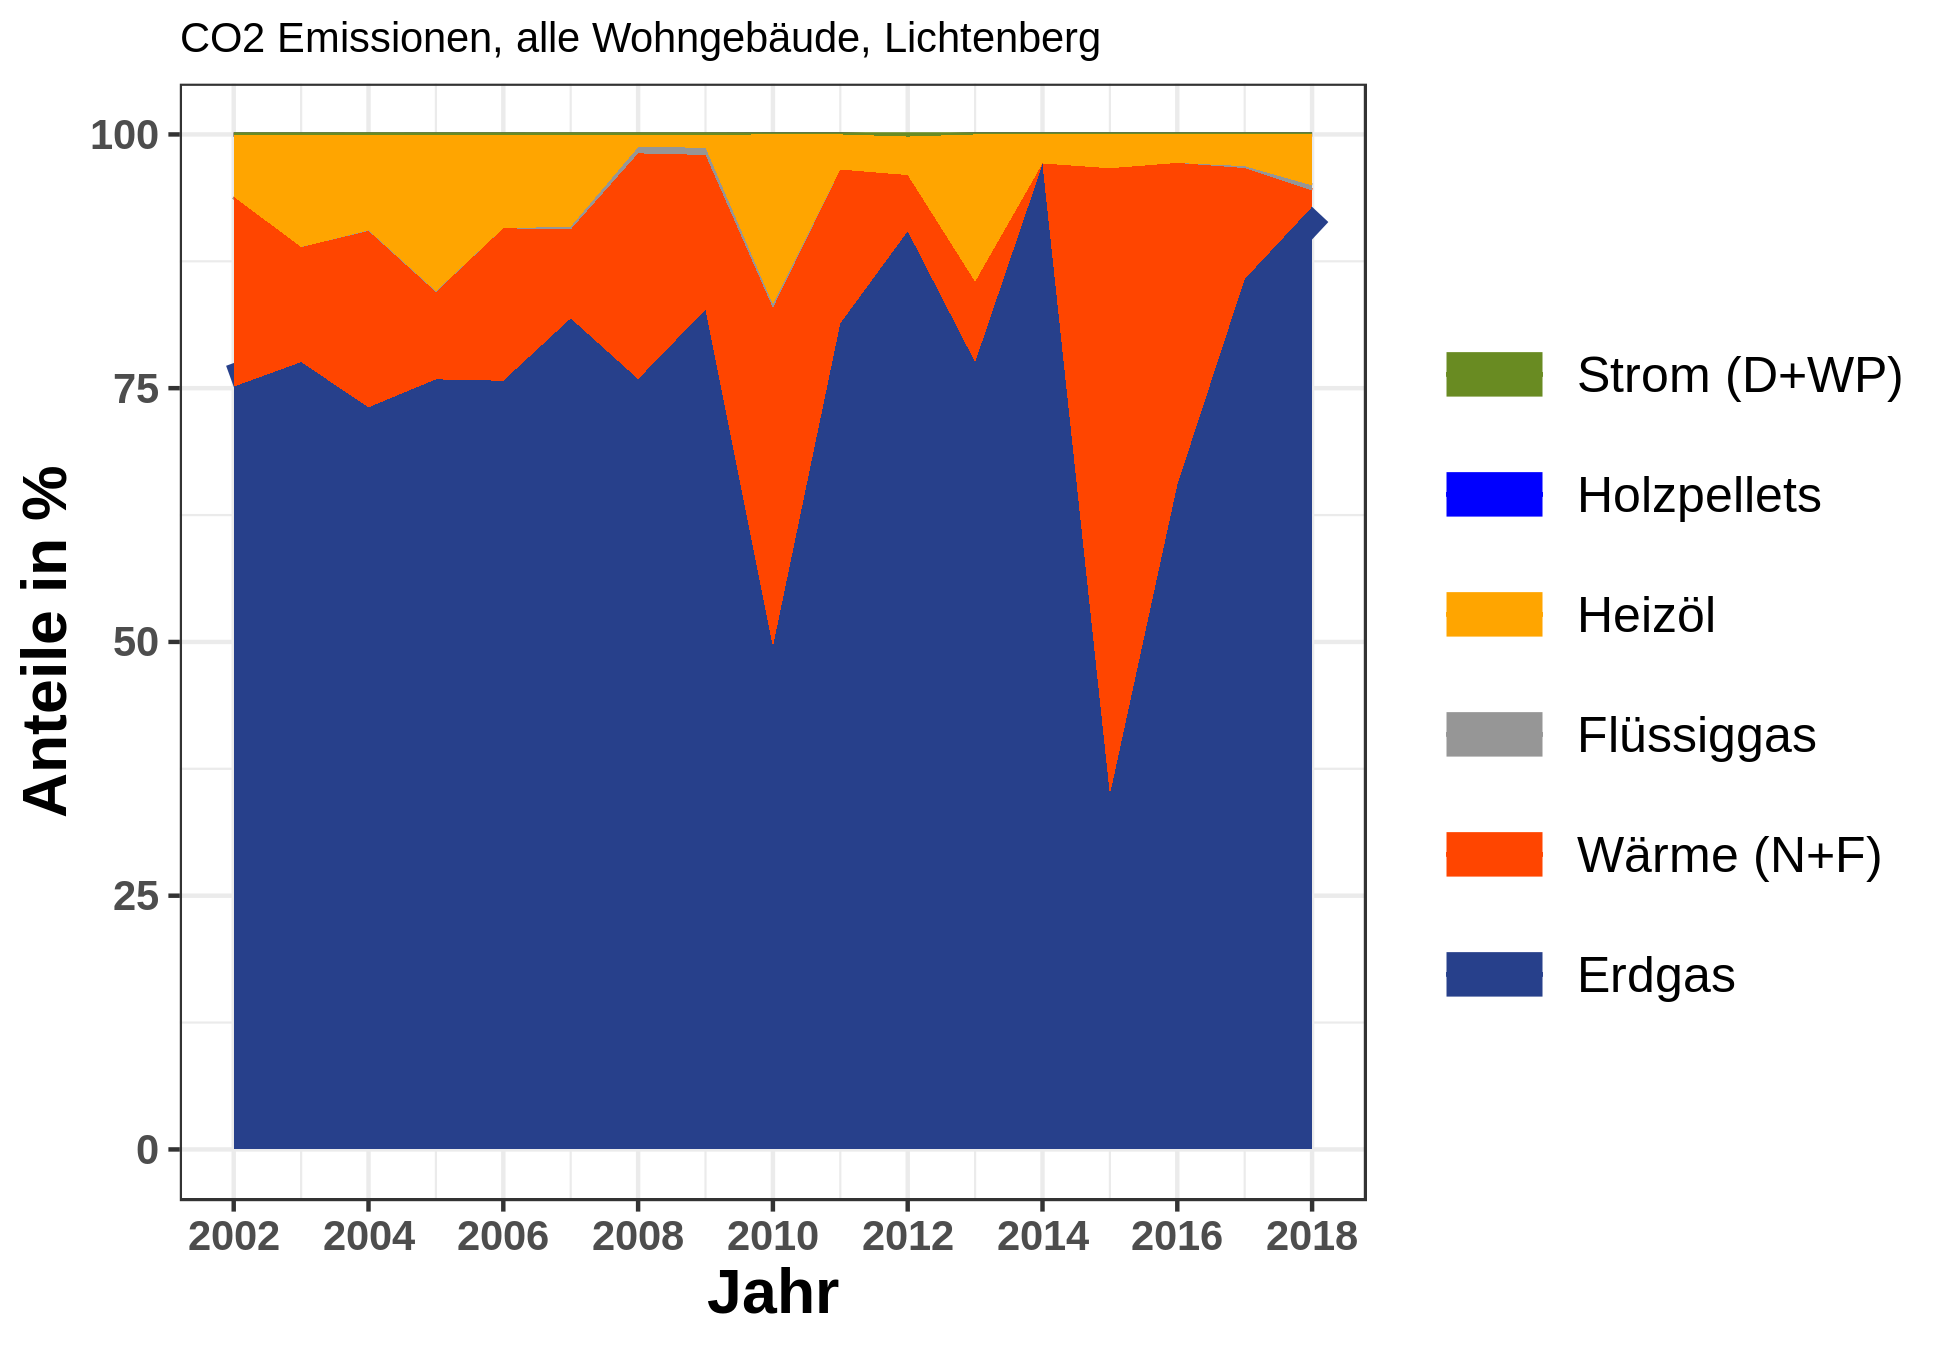 CO2 Emissionen, alle Wohngebäude, Lichtenberg
Anteile in %
100
75
50
25
0
2002 2004 2006 2008 2010 2012 2014 2016 2018
Jahr
Strom (D+WP)
Holzpellets
Heizöl
Flüssiggas
Wärme (N+F)
Erdgas